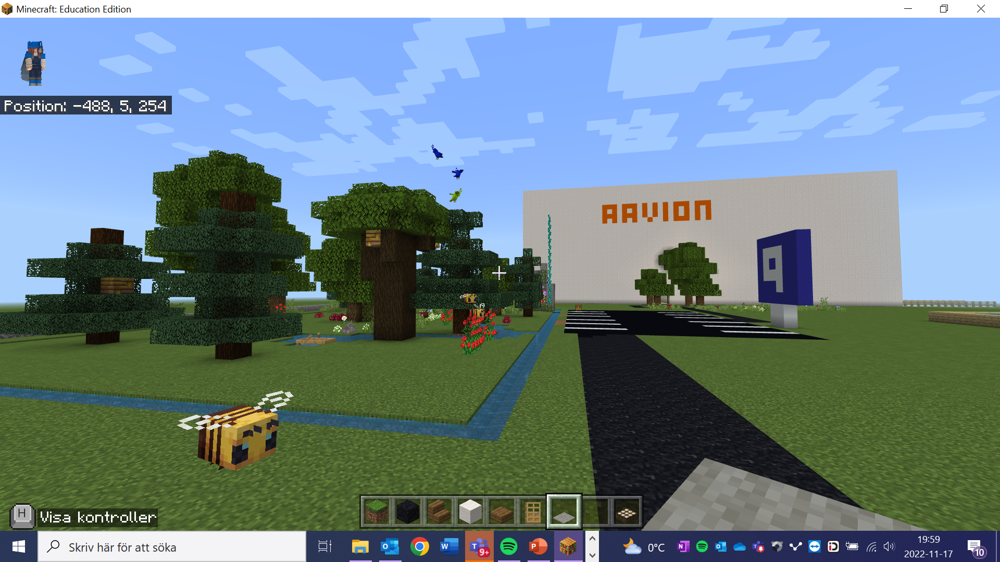 Minecraft: Education Edition
Position: -488, 5, 254
AAVION
q
H
Visa kontroller
Skriv här för att söka
9+
0°C
19:59
2022-11-17
10